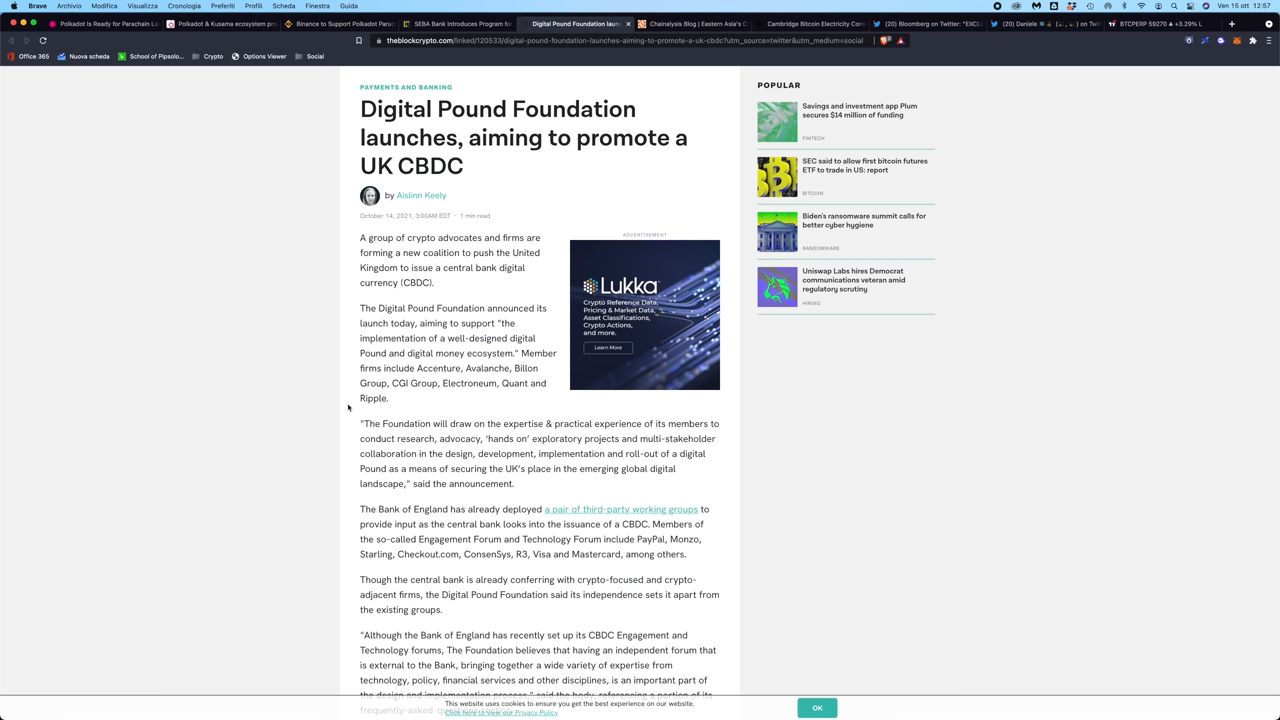 Brave Archivio Modifica Visualizza Cronologia Preferiti Profili Scheda Finestra Guida Ven 15 ott 12:57
Polkadot is Ready for Parachain La Polkadot & Kusama ecosystem pro Binance to Support Polkadot Parac SEBA Bank Introduces Program for Digital Pound Foundation laun Chainalysis Blog | Eastern Asia's C Cambridge Bitcoin Electricity Cons (20) Bloomberg on Twitter: "EXCL (20) Daniele on Twi BTCPERP 59270 ▲ +3.29% L
theblockcrypto.com/linked/120533/digital-pound-foundation-launches-aiming-to-promote-a-uk-cbdc?utm_source=twitter&utm_medium=social
Office 365 Nuova scheda School of Pipsolo... Crypto Options Viewer Social
PAYMENTS AND BANKING
Digital Pound Foundation
launches, aiming to promote a
UK CBDC
by Aislinn Keely
October 14, 2021, 3:00AM EDT · 1 min read
A group of crypto advocates and firms are
forming a new coalition to push the United
Kingdom to issue a central bank digital
currency (CBDC).
The Digital Pound Foundation announced its
launch today, aiming to support "the
implementation of a well-designed digital
Pound and digital money ecosystem." Member
firms include Accenture, Avalanche, Billon
Group, CGI Group, Electroneum, Quant and
Ripple.
ADVERTISEMENT
Lukka
Crypto Reference Data,
Pricing & Market Data,
Asset Classifications,
Crypto Actions,
and more.
Learn More
"The Foundation will draw on the expertise & practical experience of its members to
conduct research, advocacy, 'hands on' exploratory projects and multi-stakeholder
collaboration in the design, development, implementation and roll-out of a digital
Pound as a means of securing the UK's place in the emerging global digital
landscape," said the announcement.
The Bank of England has already deployed a pair of third-party working groups to
provide input as the central bank looks into the issuance of a CBDC. Members of
the so-called Engagement Forum and Technology Forum include PayPal, Monzo,
Starling, Checkout.com, ConsenSys, R3, Visa and Mastercard, among others.
Though the central bank is already conferring with crypto-focused and crypto-
adjacent firms, the Digital Pound Foundation said its independence sets it apart from
the existing groups.
"Although the Bank of England has recently set up its CBDC Engagement and
Technology forums, The Foundation believes that having an independent forum that
is external to the Bank, bringing together a wide variety of expertise from
technology, policy, financial services and other disciplines, is an important part of
the design and implementation process," said the body, referencing a portion of its
frequently-asked-questions
POPULAR
Savings and investment app Plum
secures $14 million of funding
FINTECH
SEC said to allow first bitcoin futures
ETF to trade in US: report
BITCOIN
Biden's ransomware summit calls for
better cyber hygiene
RANSOMWARE
Uniswap Labs hires Democrat
communications veteran amid
regulatory scrutiny
HIRING
This website uses cookies to ensure you get the best experience on our website.
Click here to view our Privacy Policy
OK